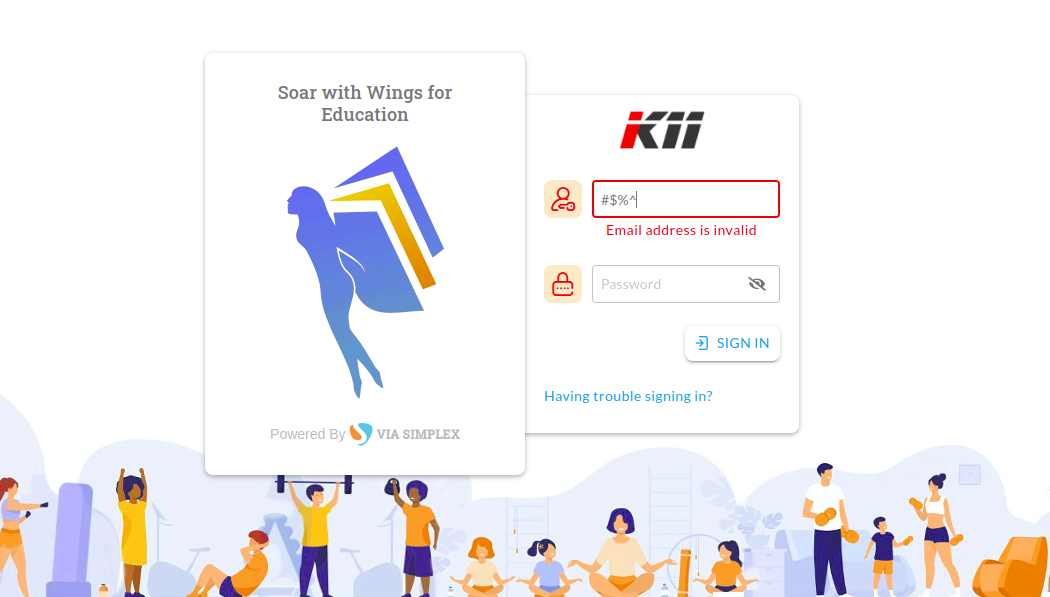 Soar with Wings for
Education
Powered By VIA SIMPLEX
KII
#$%^
Email address is invalid
Password
SIGN IN
Having trouble signing in?